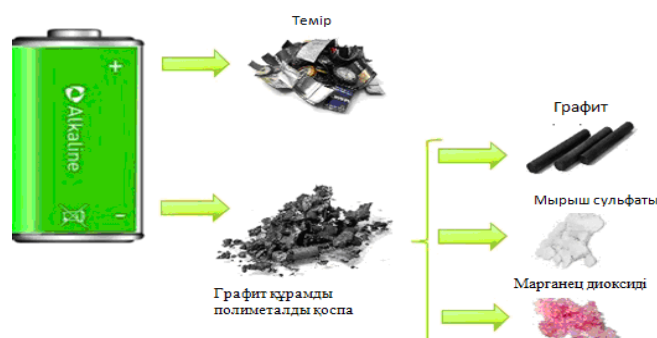 Темір
+
Alkaline
-
Графит құрамды
полиметалды қоспа
Графит
Мырыш сульфаты
Марганец диоксиді